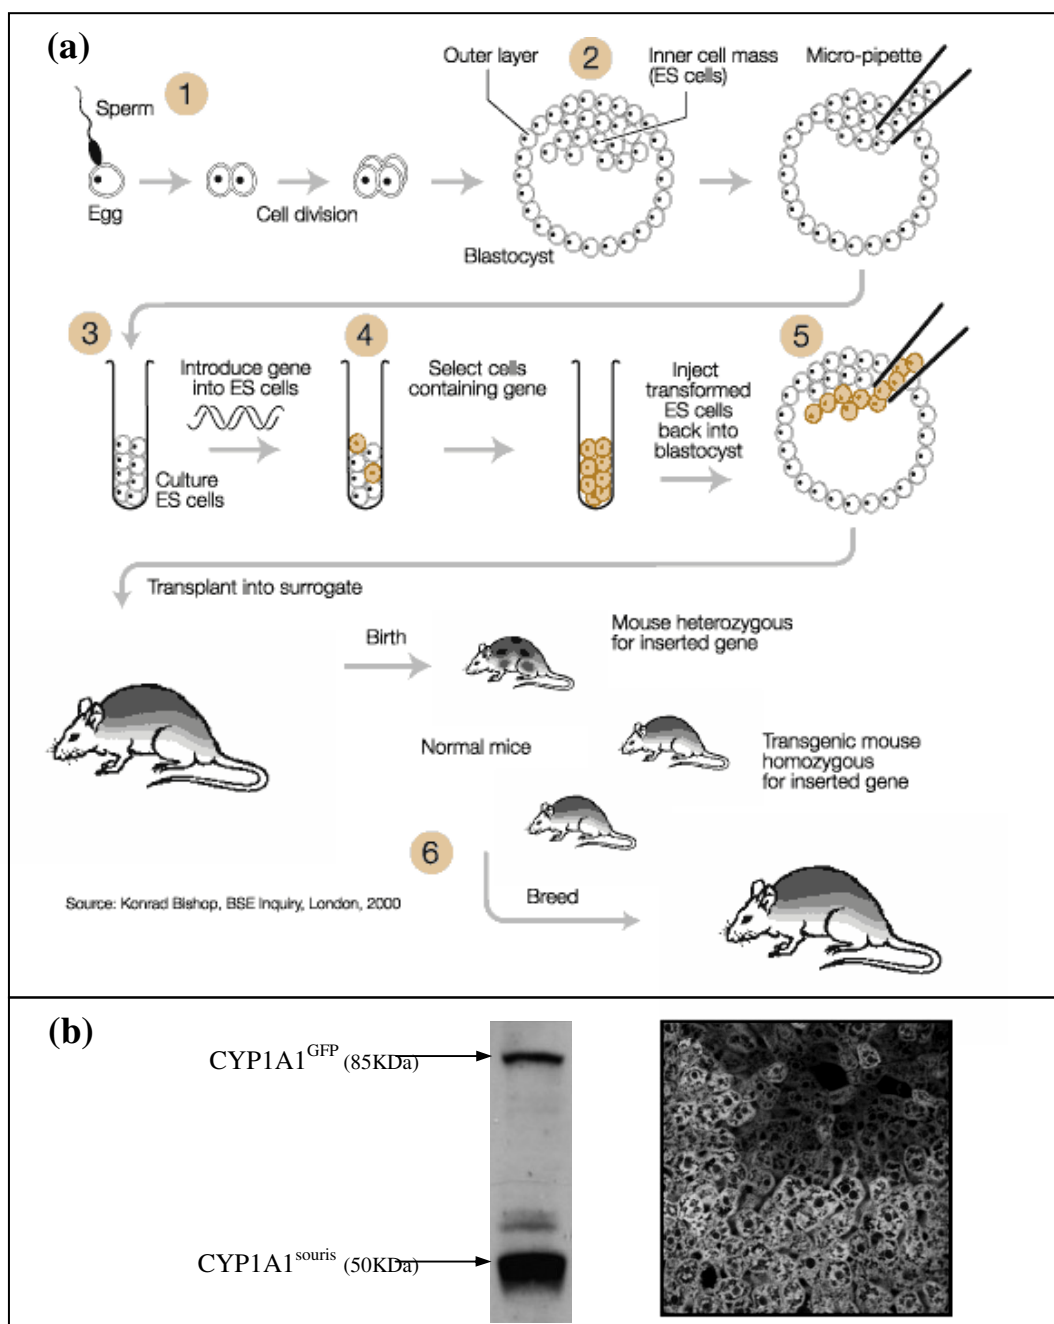 (a)
1
Sperm
Egg
Cell division
Outer layer
2
Inner cell mass
(ES cells)
Blastocyst
Micro-pipette
3
Culture
ES cells
Introduce gene
into ES cells
4
Select cells
containing gene
Inject
transformed
ES cells
back into
blastocyst
5
Transplant into surrogate
Birth
Mouse heterozygous
for inserted gene
Normal mice
Transgenic mouse
homozygous
for inserted gene
6
Breed
Source: Konrad Bishop, BSE Inquiry, London, 2000
(b)
CYP1A1GFP (85KDa)
CYP1A1souris (50KDa)